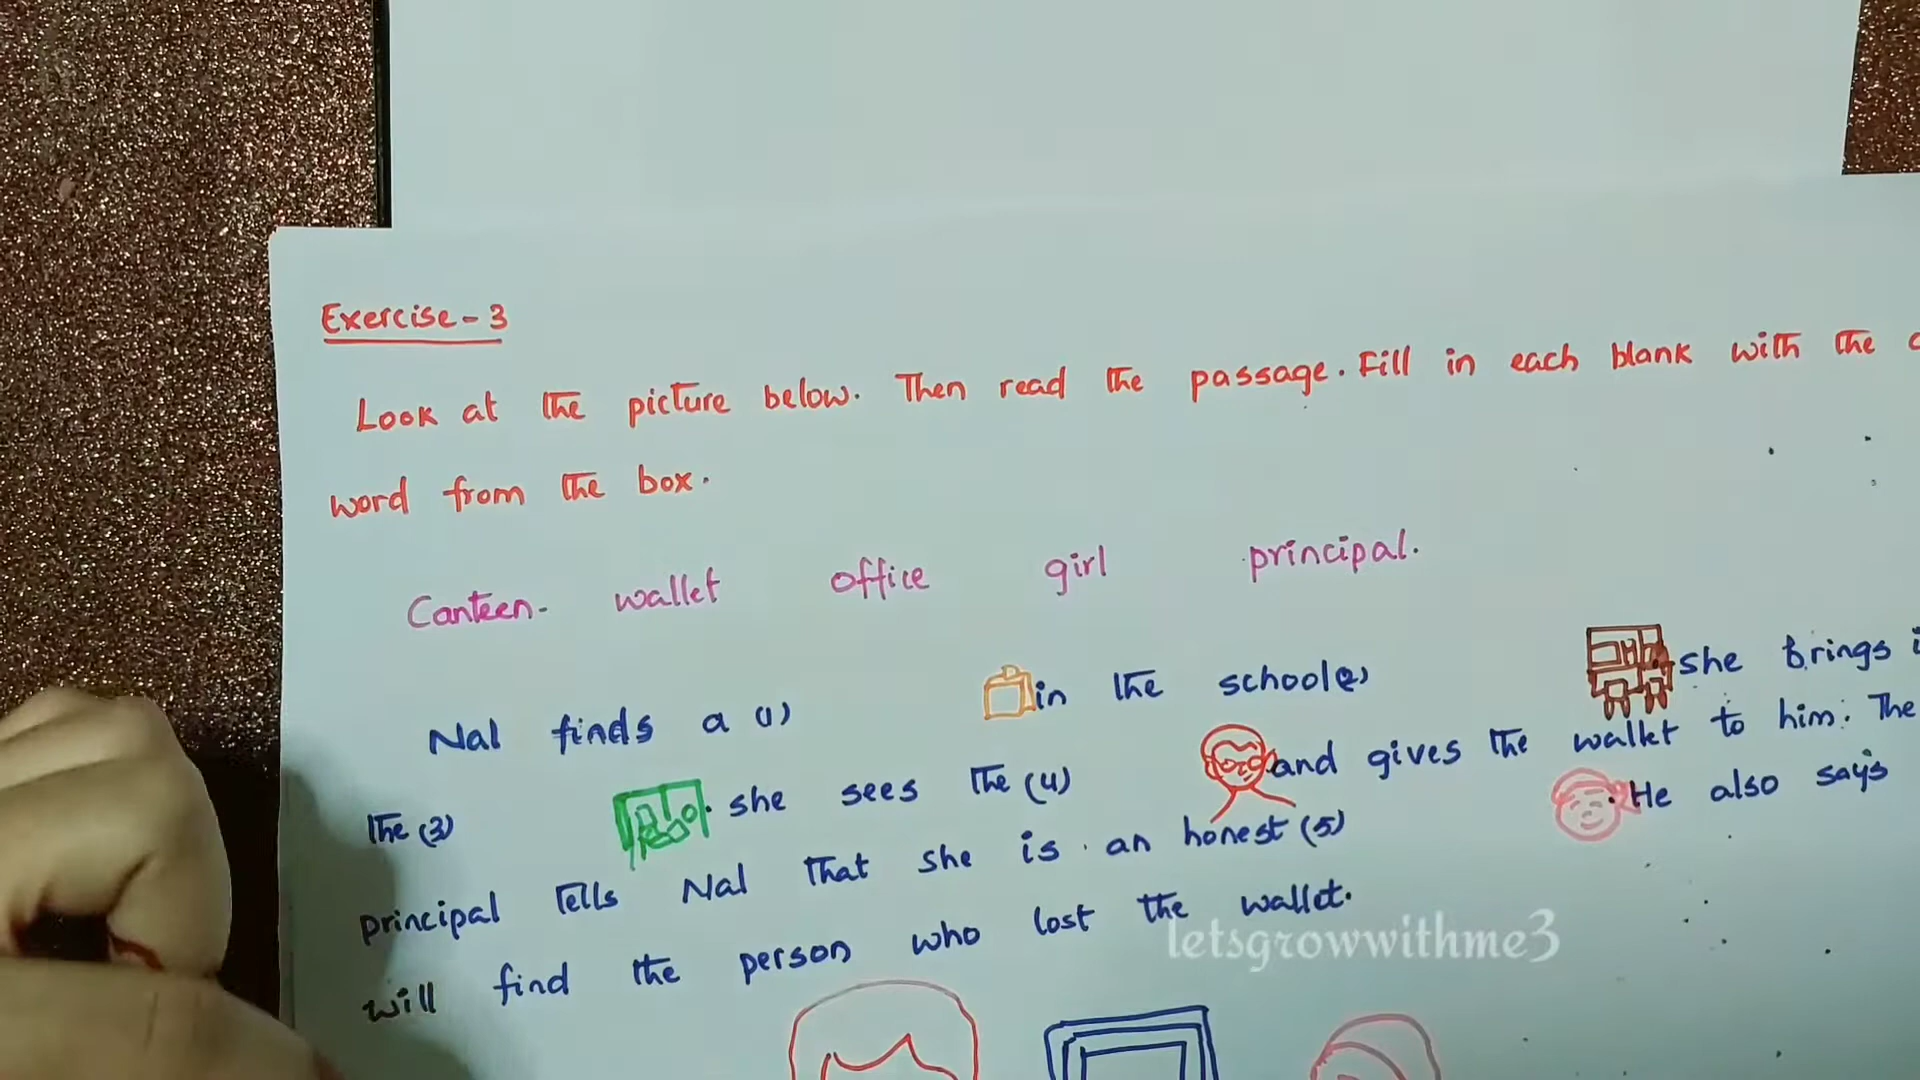 Exercise-3
Look at the picture below. Then read the passage. Fill in each blank with the
word from the box.
Canteen. wallet office girl principal.
Nal finds a (1) in the school(2) . she brings
the (3) . she sees the (4) and gives the wallet to him. The
principal tells Nal that she is an honest (5) . He also says
will find the person who lost the wallet.
letsgrowwithme3